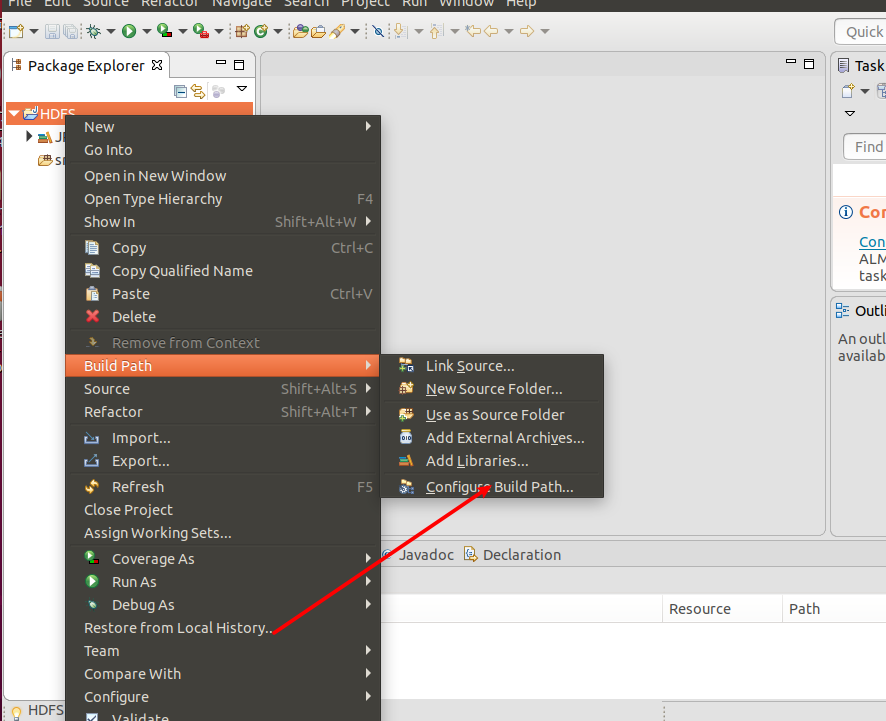 File Edit Source Refactor Navigate Search Project Run Window Help
Quick
Package Explorer
Task
HDFS
Find
New
Go Into
Open in New Window
Open Type Hierarchy F4
Show In Shift+Alt+W
Copy Ctrl+C
Copy Qualified Name
Paste Ctrl+V
Delete
Remove from Context
Build Path
Source Shift+Alt+S
Refactor Shift+Alt+T
Import...
Export...
Refresh F5
Close Project
Assign Working Sets...
Coverage As
Run As
Debug As
Restore from Local History...
Team
Compare With
Configure
Validate
Link Source...
New Source Folder...
Use as Source Folder
Add External Archives...
Add Libraries...
Configure Build Path...
Con
Con
ALM
task
Outli
An outl
availab
Javadoc
Declaration
Resource
Path
HDFS